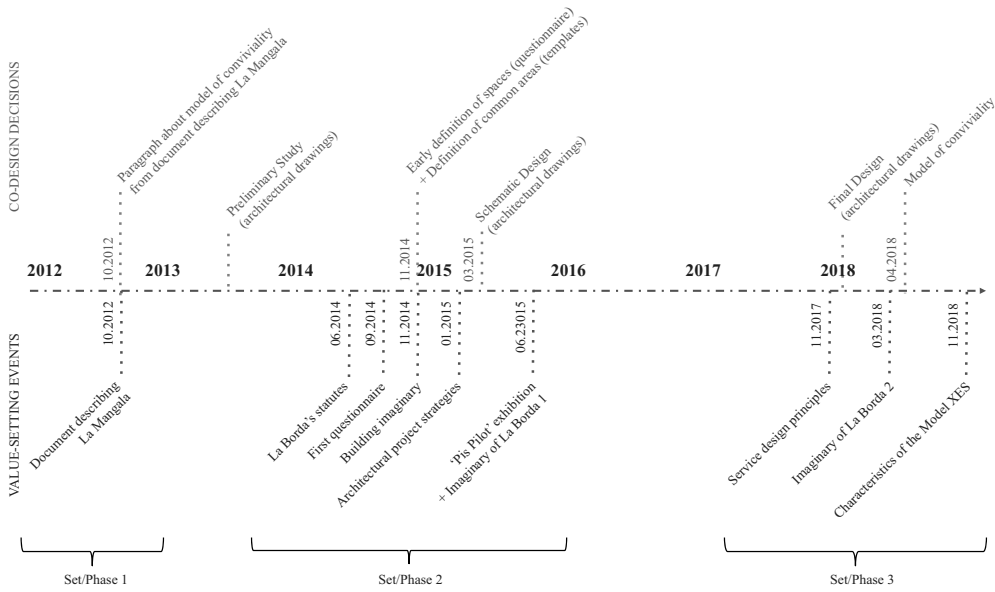 CO-DESIGN DECISIONS
Paragraph about model of conviviality
from document describing La Mangala
Preliminary Study
(architectural drawings)
Early definition of spaces (questionnaire)
+ Definition of common areas (templates)
Schematic Design
(architectural drawings)
Final Design
(architectural drawings)
Model of conviviality
10.2012
11.2014
03.2015
04.2018
2012
2013
2014
2015
2016
2017
2018
10.2012
06.2014
09.2014
11.2014
01.2015
06.23015
11.2017
03.2018
11.2018
VALUE-SETTING EVENTS
Document describing
La Mangala
La Borda's statutes
First questionnaire
Building imaginary
Architectural project strategies
‘Pis Pilot’ exhibition
+ Imaginary of La Borda 1
Service design principles
Imaginary of La Borda 2
Characteristics of the Model XES
Set/Phase 1
Set/Phase 2
Set/Phase 3